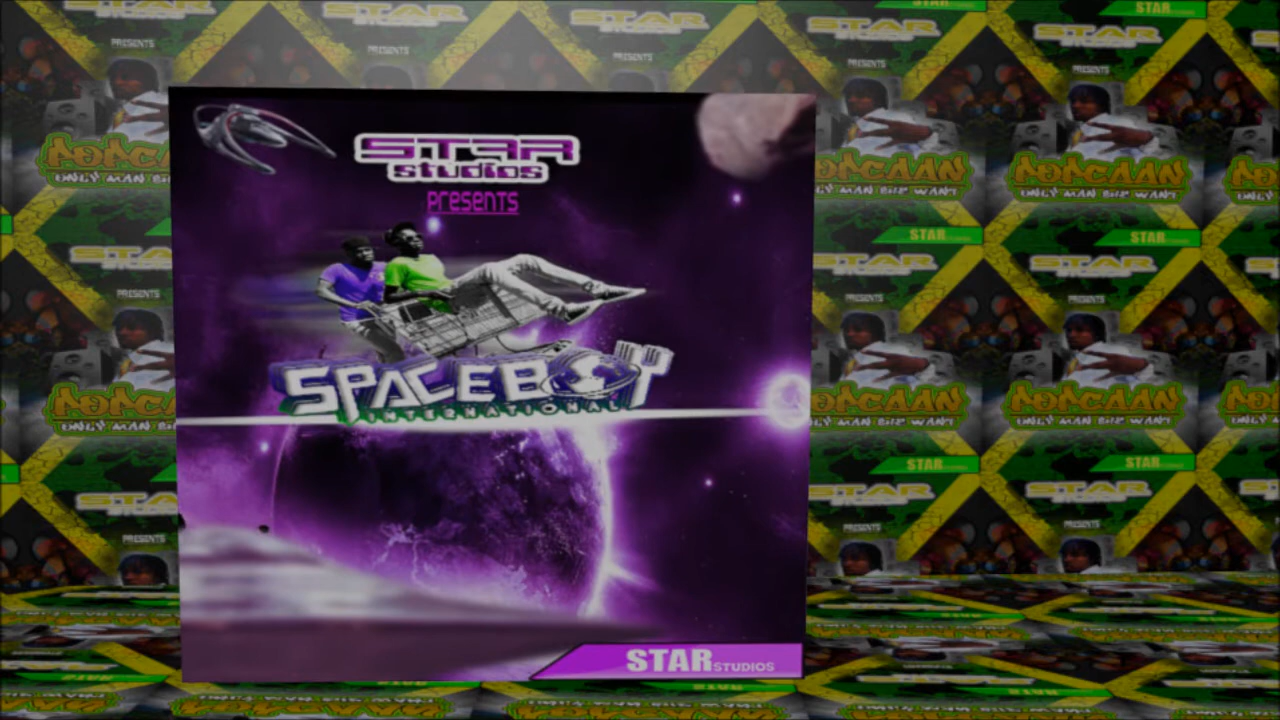 STAR
studios
presents
SPACEBOY
INTERNATIONAL
STAR STUDIOS
STAR
STUDIOS
PRESENTS
POPCAAN
ONLY MAN SHE WANT
STAR